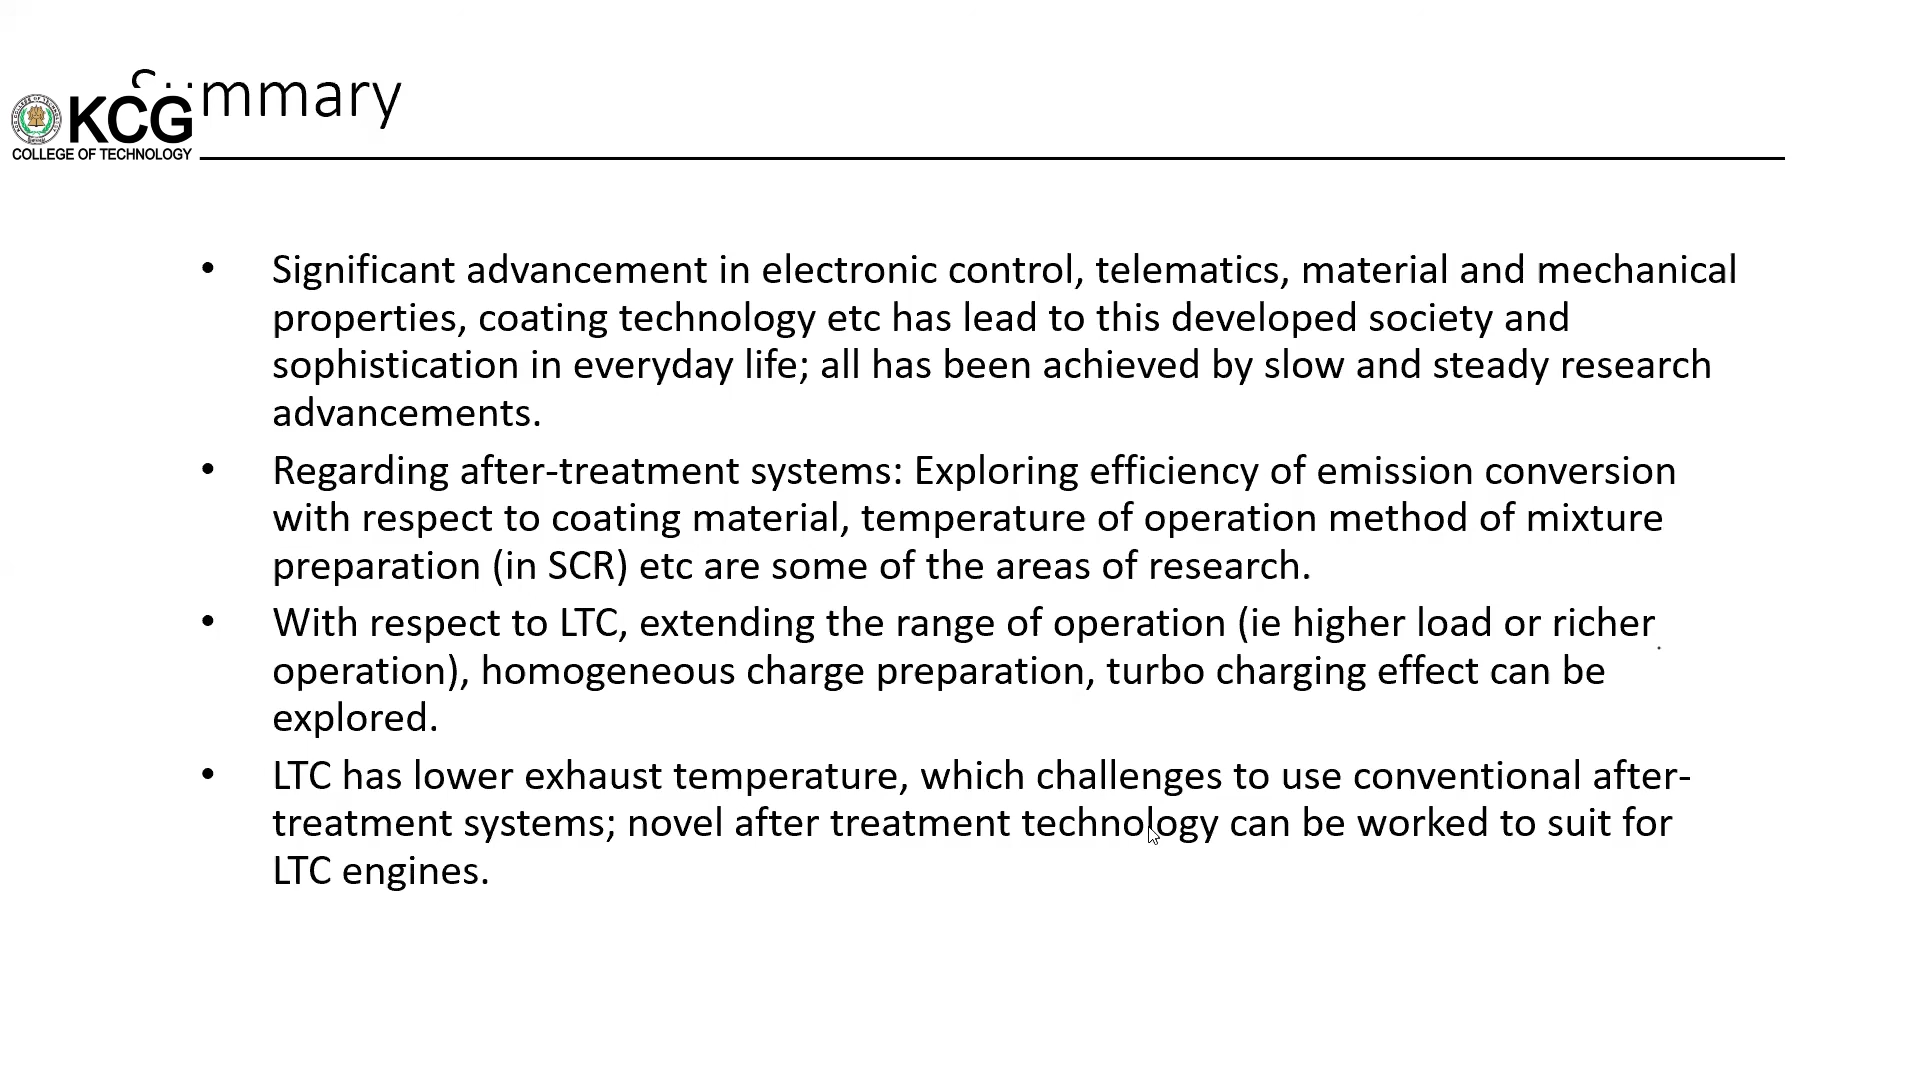 Summary
KCG
COLLEGE OF TECHNOLOGY
• Significant advancement in electronic control, telematics, material and mechanical
properties, coating technology etc has lead to this developed society and
sophistication in everyday life; all has been achieved by slow and steady research
advancements.
• Regarding after-treatment systems: Exploring efficiency of emission conversion
with respect to coating material, temperature of operation method of mixture
preparation (in SCR) etc are some of the areas of research.
• With respect to LTC, extending the range of operation (ie higher load or richer
operation), homogeneous charge preparation, turbo charging effect can be
explored.
• LTC has lower exhaust temperature, which challenges to use conventional after-
treatment systems; novel after treatment technology can be worked to suit for
LTC engines.